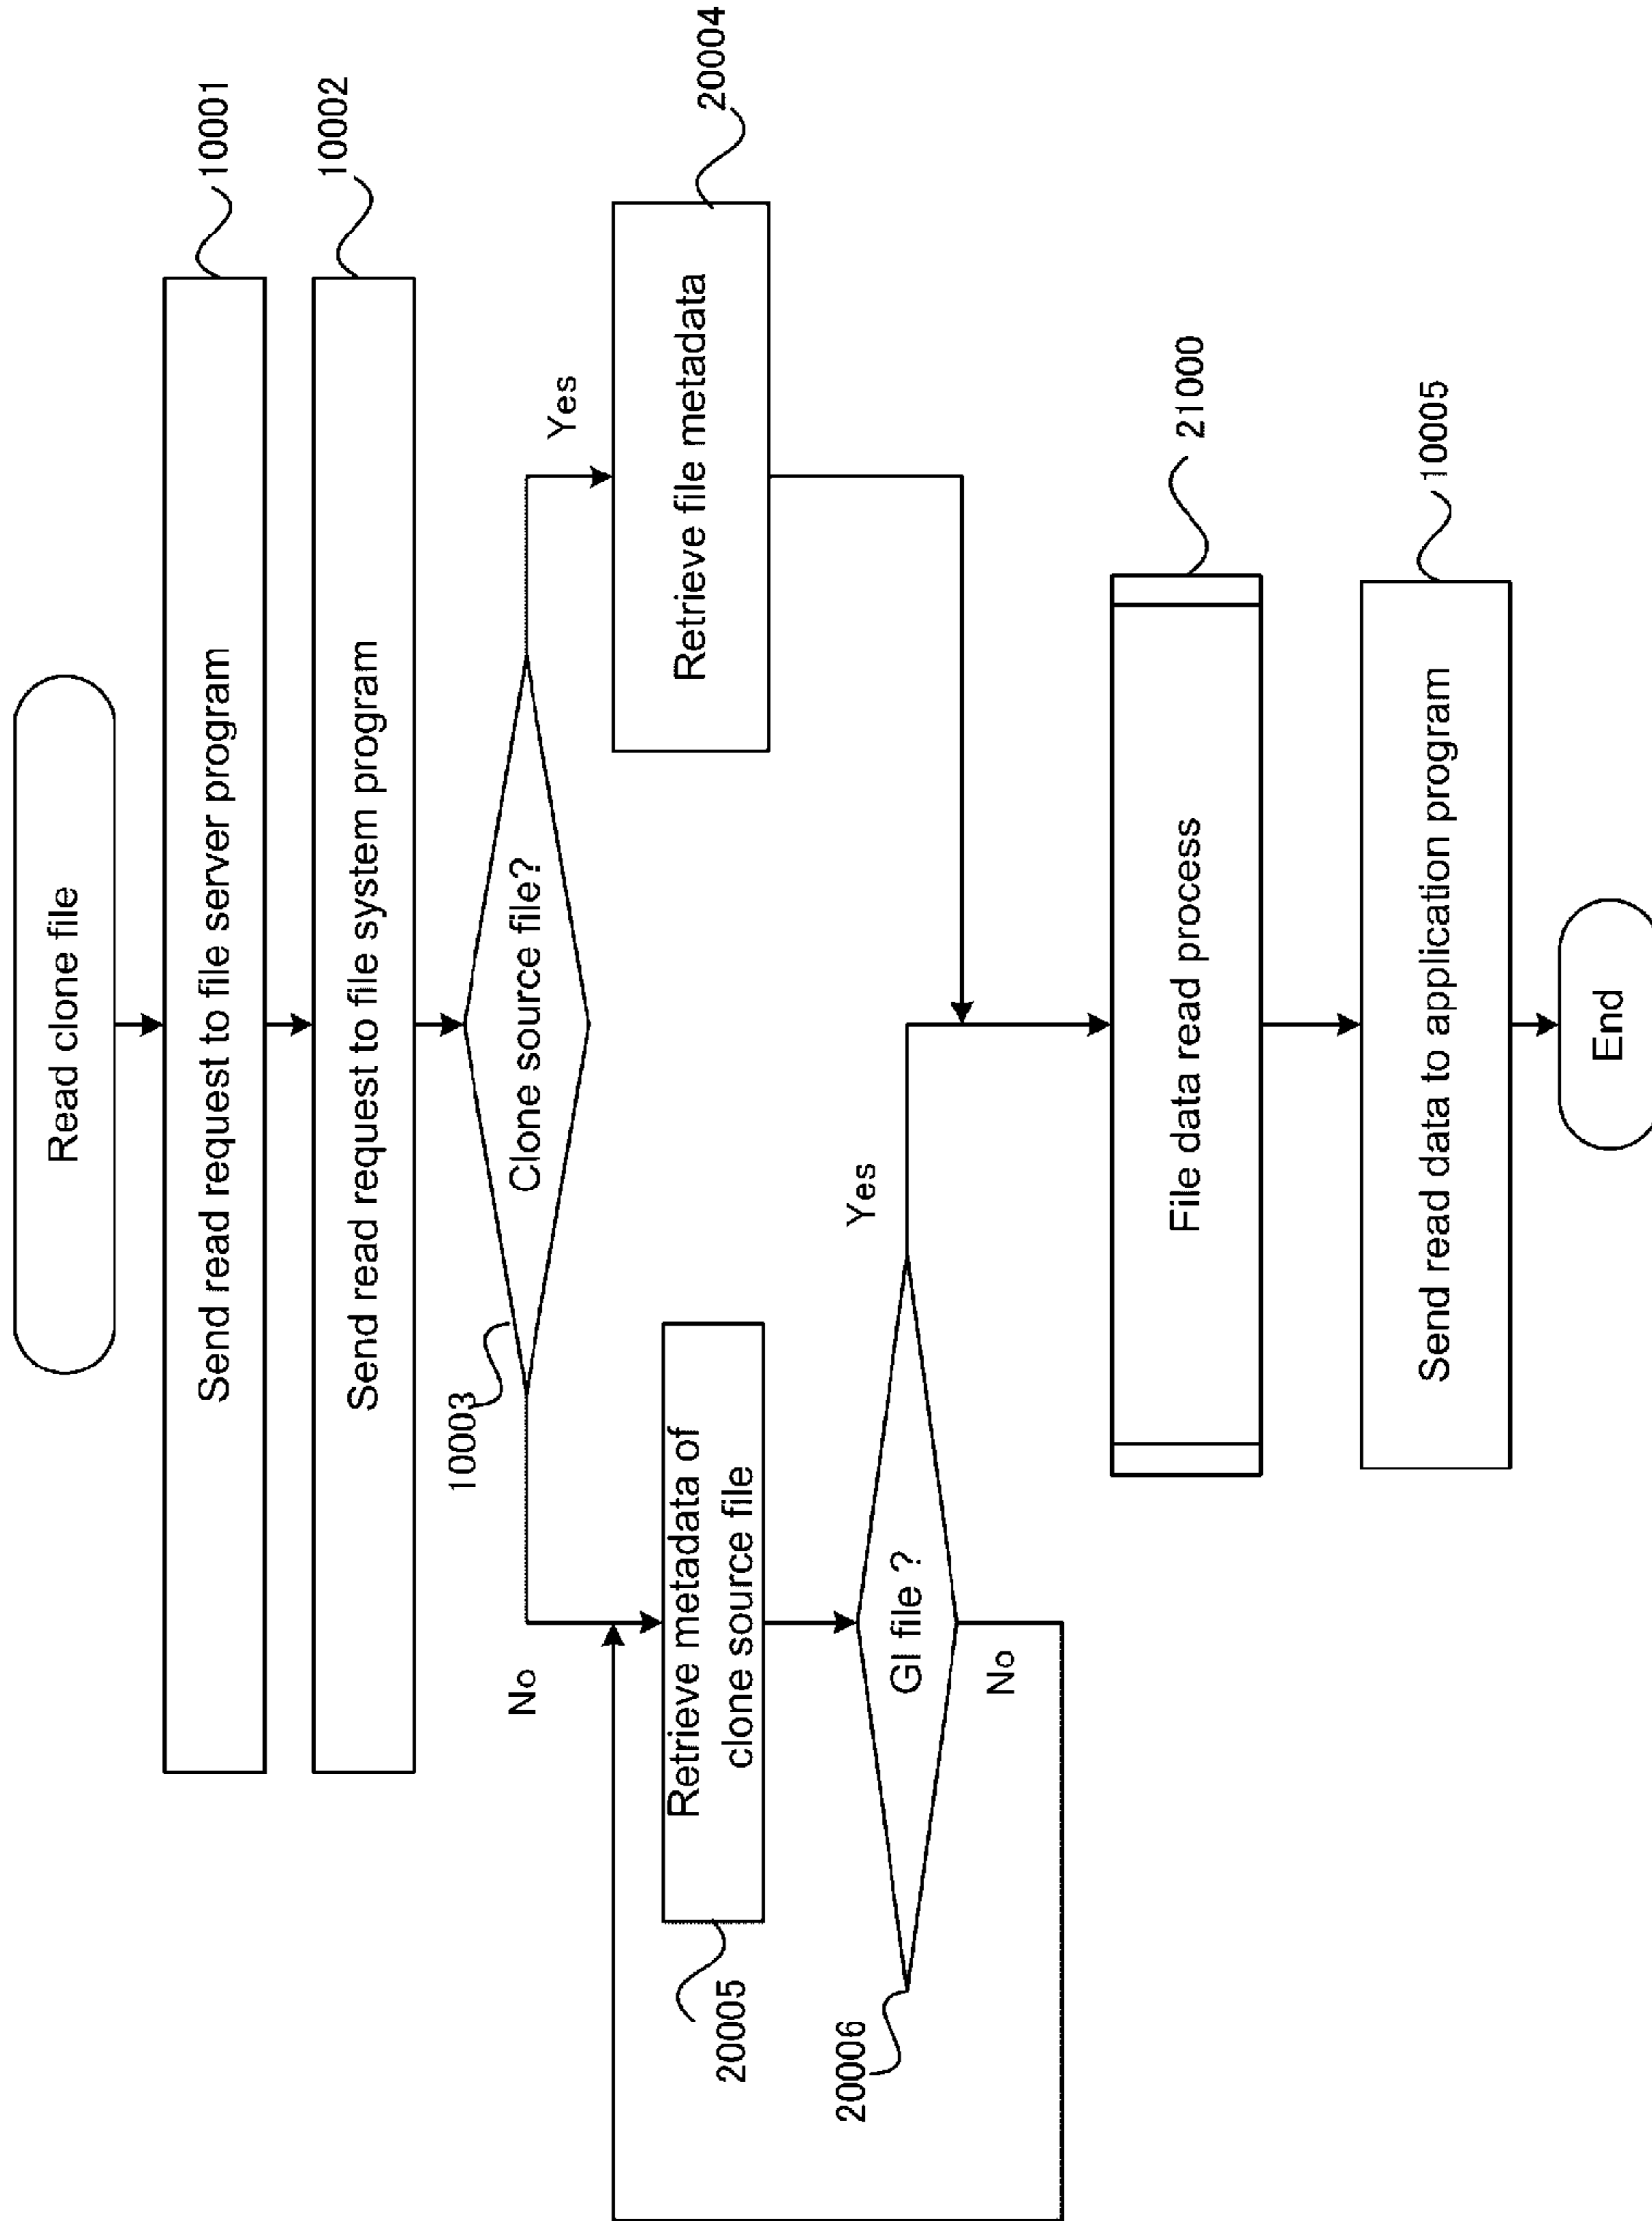 Read clone file
Send read request to file server program
10001
Send read request to file system program
10002
Clone source file?
10003
Yes
No
Retrieve file metadata
20004
Retrieve metadata of
clone source file
20005
GI file ?
20006
Yes
No
File data read process
21000
Send read data to application program
10005
End